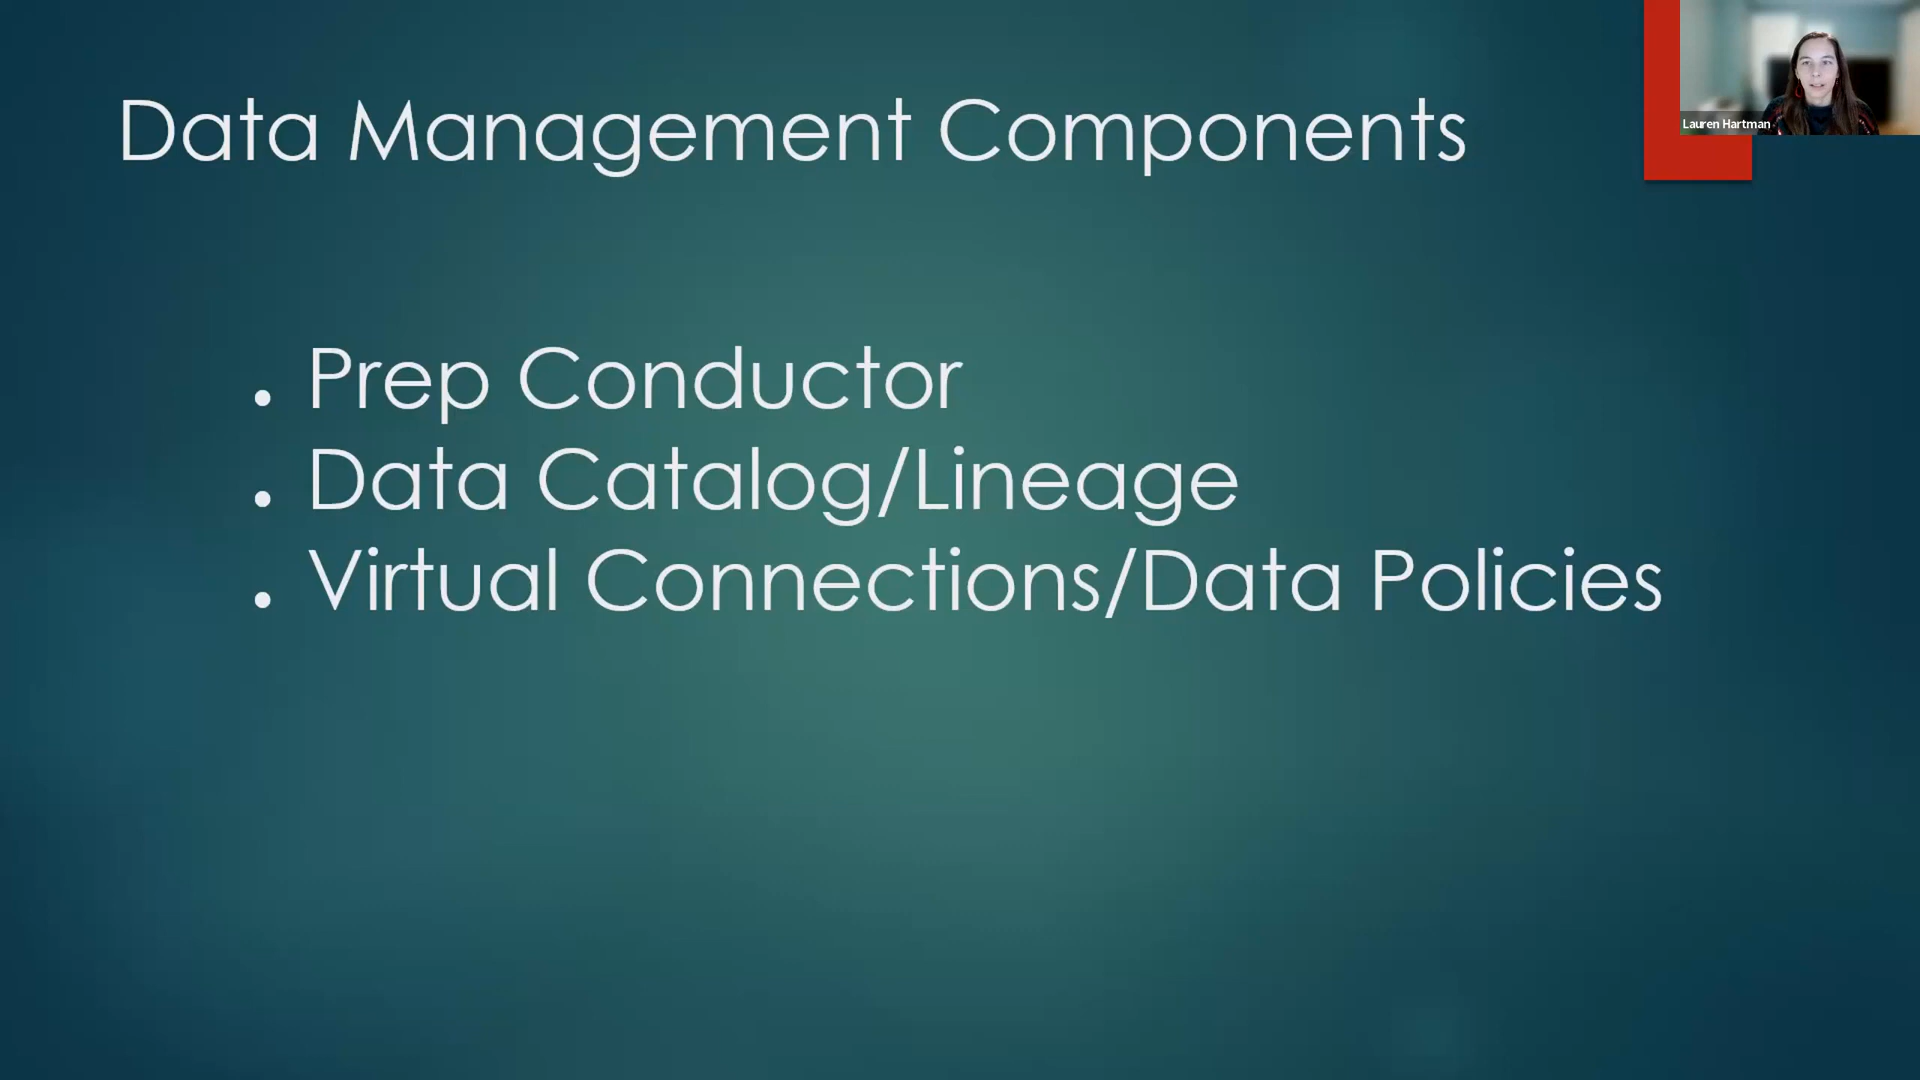 Data Management Components
Lauren Hartman
• Prep Conductor
• Data Catalog/Lineage
• Virtual Connections/Data Policies